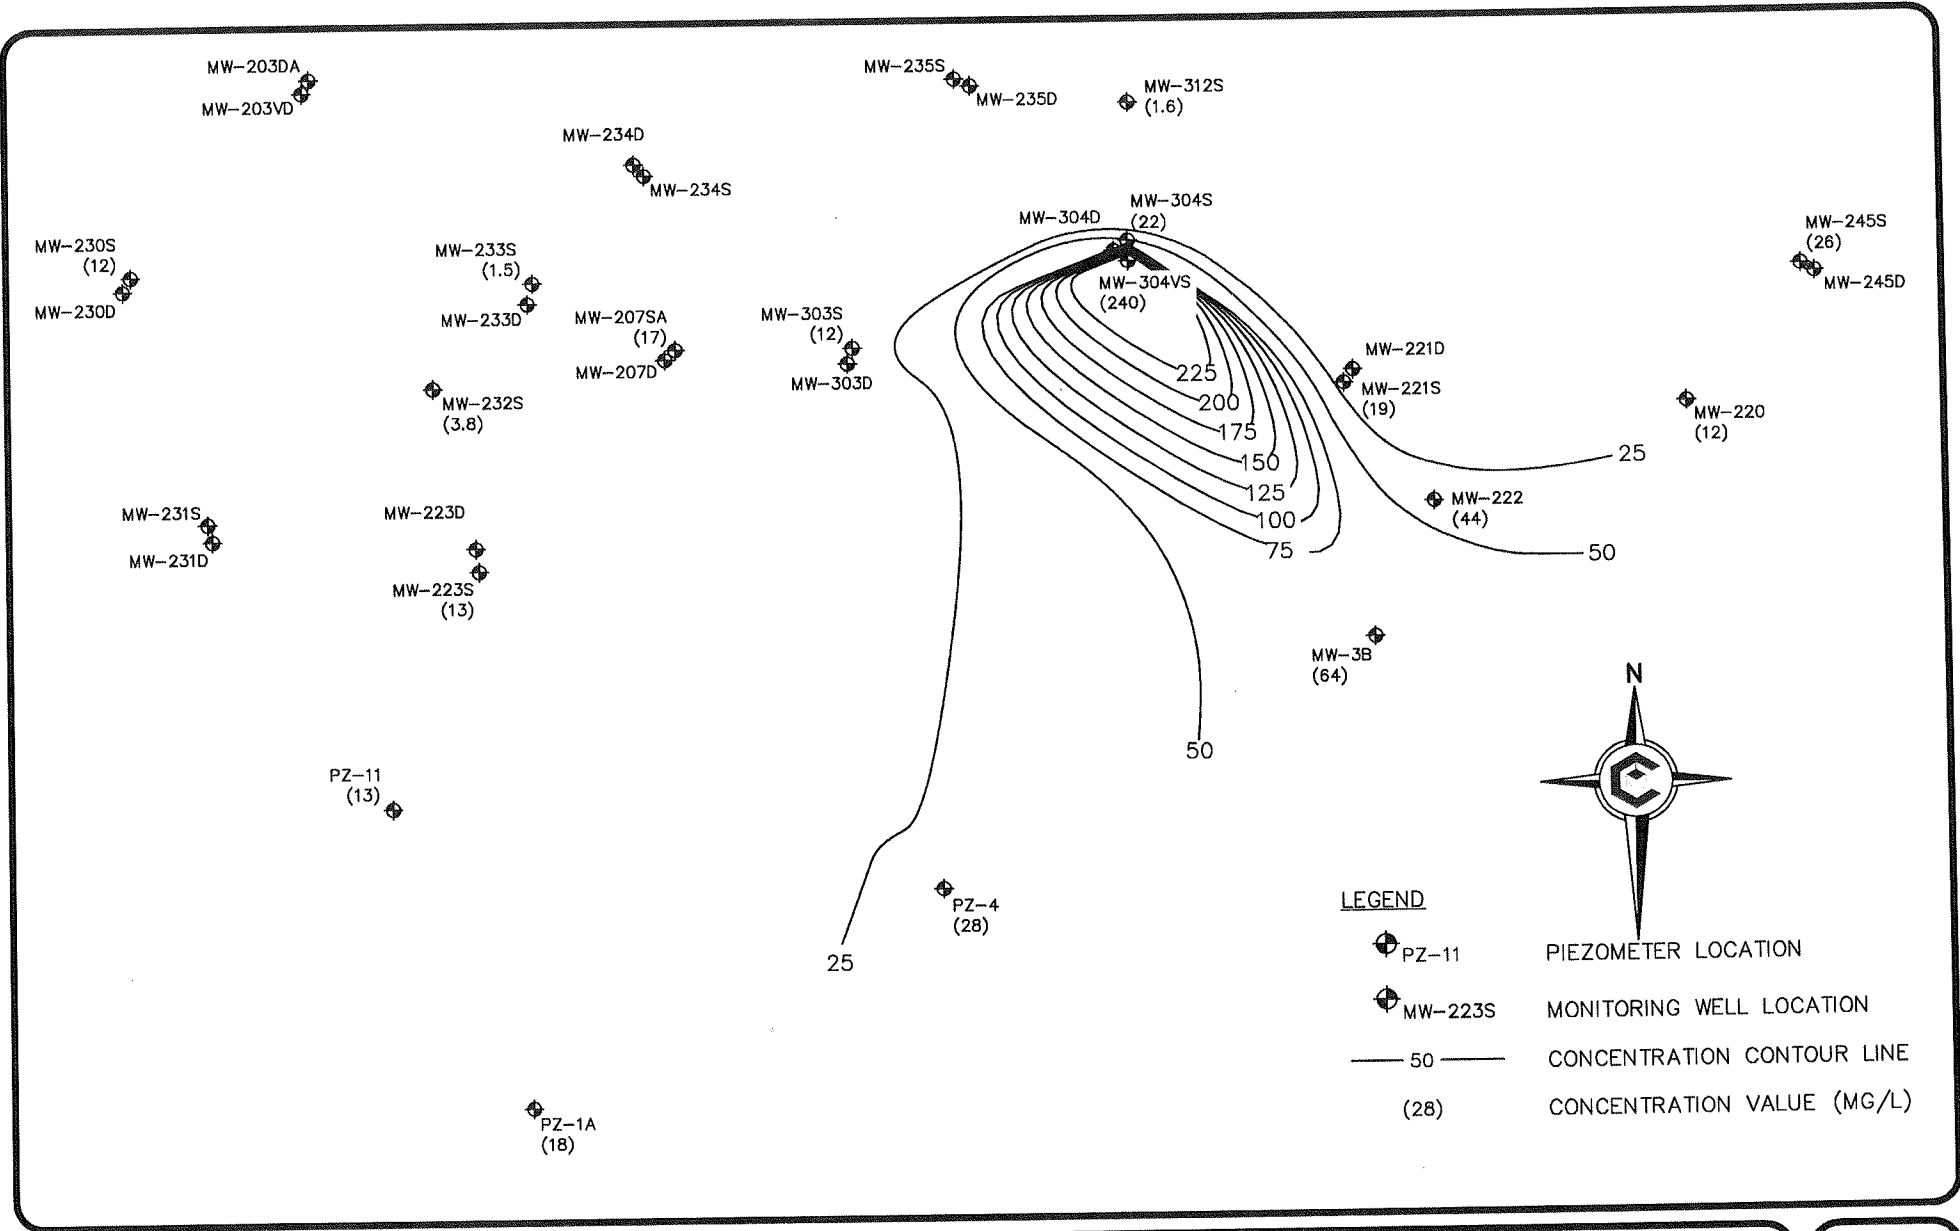 MW-203DA
MW-203VD
MW-235S
MW-235D
MW-312S
(1.6)
MW-234D
MW-234S
MW-304D
MW-304S
(22)
MW-304VS
(240)
MW-245S
(26)
MW-245D
MW-230S
(12)
MW-230D
MW-233S
(1.5)
MW-233D
MW-207SA
(17)
MW-207D
MW-303S
(12)
MW-303D
MW-221D
MW-221S
(19)
MW-220
(12)
MW-232S
(3.8)
225
200
175
150
125
100
75
25
MW-222
(44)
50
MW-231S
MW-231D
MW-223D
MW-223S
(13)
MW-3B
(64)
50
N
PZ-11
(13)
PZ-4
(28)
25
PZ-1A
(18)
LEGEND
PZ-11 PIEZOMETER LOCATION
MW-223S MONITORING WELL LOCATION
50 CONCENTRATION CONTOUR LINE
(28) CONCENTRATION VALUE (MG/L)